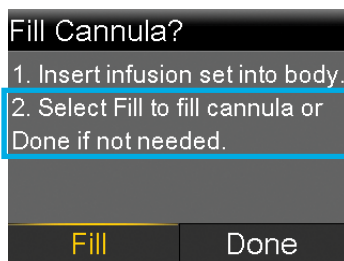 Fill Cannula?
1. Insert infusion set into body.
2. Select Fill to fill cannula or
Done if not needed.
Fill
Done